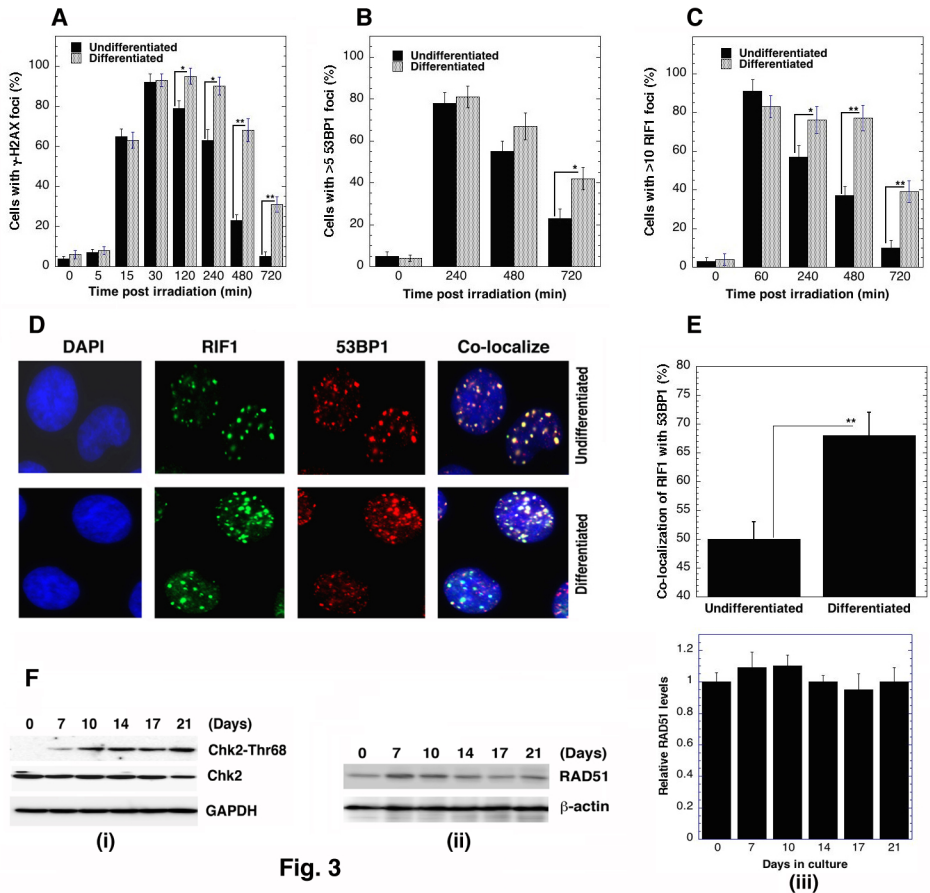 A
Undifferentiated
Differentiated
Cells with γ-H2AX foci (%)
100
80
60
40
20
0
*
*
**
**
0 5 15 30 120 240 480 720
Time post irradiation (min)
B
Undifferentiated
Differentiated
Cells with >5 53BP1 foci (%)
100
80
60
40
20
0
*
0 240 480 720
Time post irradiation (min)
C
Undifferentiated
Differentiated
Cells with >10 RIF1 foci (%)
100
80
60
40
20
0
*
**
**
0 60 240 480 720
Time post irradiation (min)
D
DAPI RIF1 53BP1 Co-localize
Undifferentiated
Differentiated
E
Co-localization of RIF1 with 53BP1 (%)
80
75
70
65
60
55
50
45
40
**
Undifferentiated Differentiated
F
0 7 10 14 17 21 (Days)
Chk2-Thr68
Chk2
GAPDH
(i)
0 7 10 14 17 21 (Days)
RAD51
β-actin
(ii)
Relative RAD51 levels
1.2
1
0.8
0.6
0.4
0.2
0
0 7 10 14 17 21
Days in culture
(iii)
Fig. 3